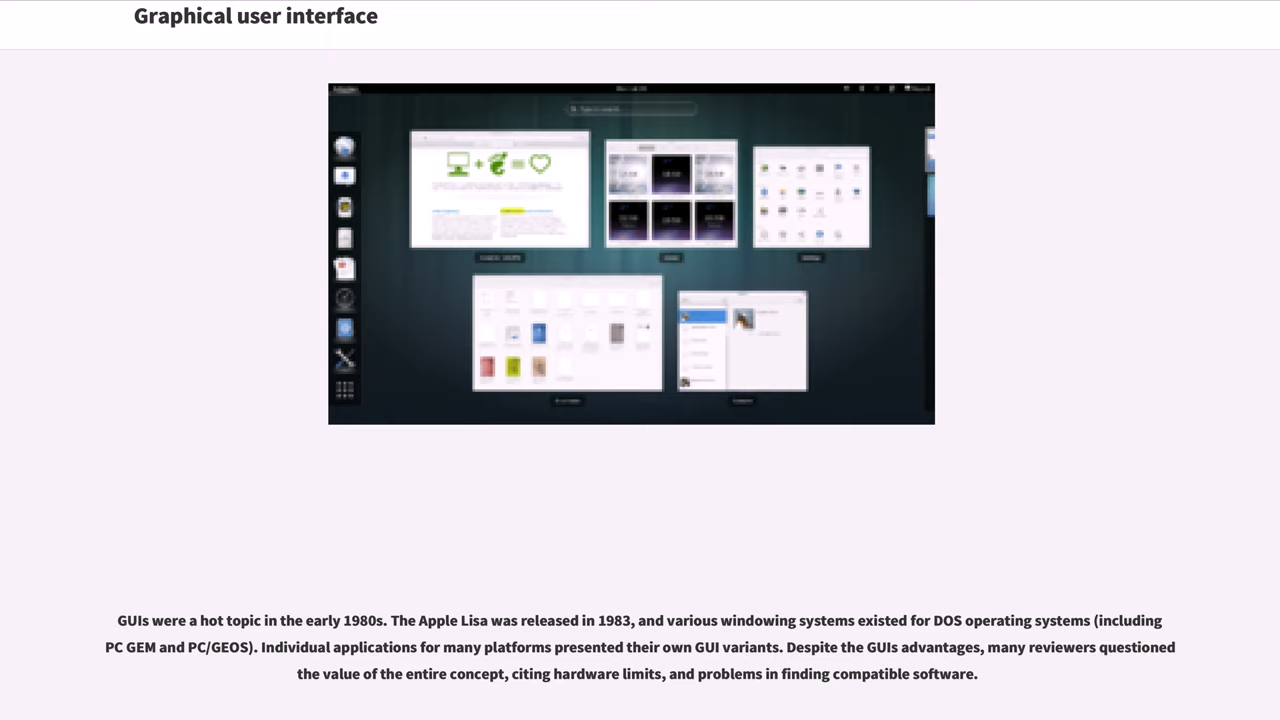 Graphical user interface
GUIs were a hot topic in the early 1980s. The Apple Lisa was released in 1983, and various windowing systems existed for DOS operating systems (including
PC GEM and PC/GEOS). Individual applications for many platforms presented their own GUI variants. Despite the GUIs advantages, many reviewers questioned
the value of the entire concept, citing hardware limits, and problems in finding compatible software.